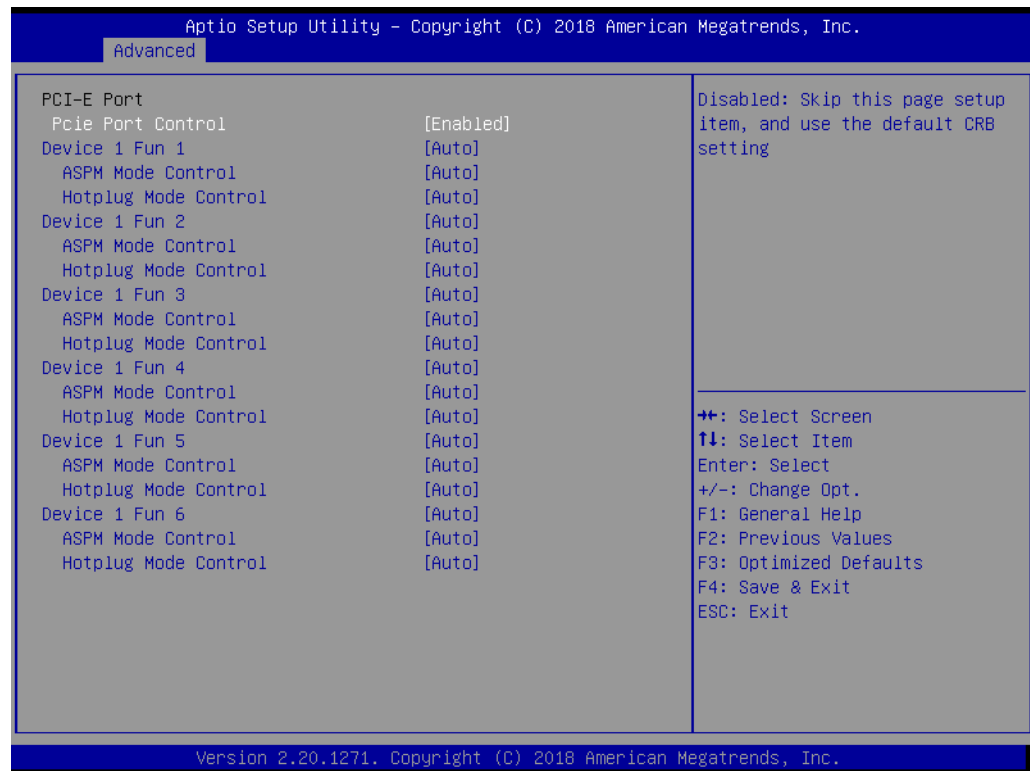 Aptio Setup Utility – Copyright (C) 2018 American Megatrends, Inc.
Advanced
PCI-E Port
Pcie Port Control [Enabled]
Device 1 Fun 1 [Auto]
ASPM Mode Control [Auto]
Hotplug Mode Control [Auto]
Device 1 Fun 2 [Auto]
ASPM Mode Control [Auto]
Hotplug Mode Control [Auto]
Device 1 Fun 3 [Auto]
ASPM Mode Control [Auto]
Hotplug Mode Control [Auto]
Device 1 Fun 4 [Auto]
ASPM Mode Control [Auto]
Hotplug Mode Control [Auto]
Device 1 Fun 5 [Auto]
ASPM Mode Control [Auto]
Hotplug Mode Control [Auto]
Device 1 Fun 6 [Auto]
ASPM Mode Control [Auto]
Hotplug Mode Control [Auto]
Disabled: Skip this page setup
item, and use the default CRB
setting
→←: Select Screen
↑↓: Select Item
Enter: Select
+/-: Change Opt.
F1: General Help
F2: Previous Values
F3: Optimized Defaults
F4: Save & Exit
ESC: Exit
Version 2.20.1271. Copyright (C) 2018 American Megatrends, Inc.